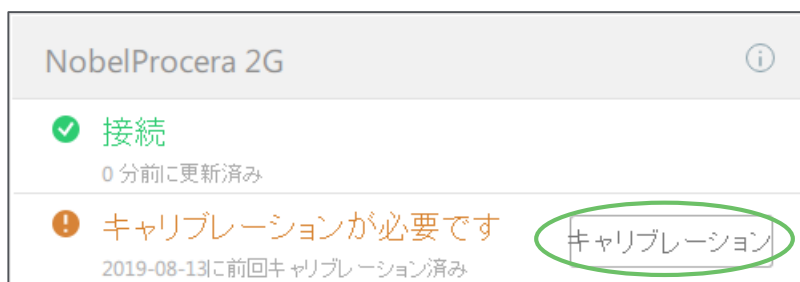 NobelProcera 2G
接続
0 分前に更新済み
キャリブレーションが必要です
キャリブレーション
2019-08-13に前回キャリブレーション済み